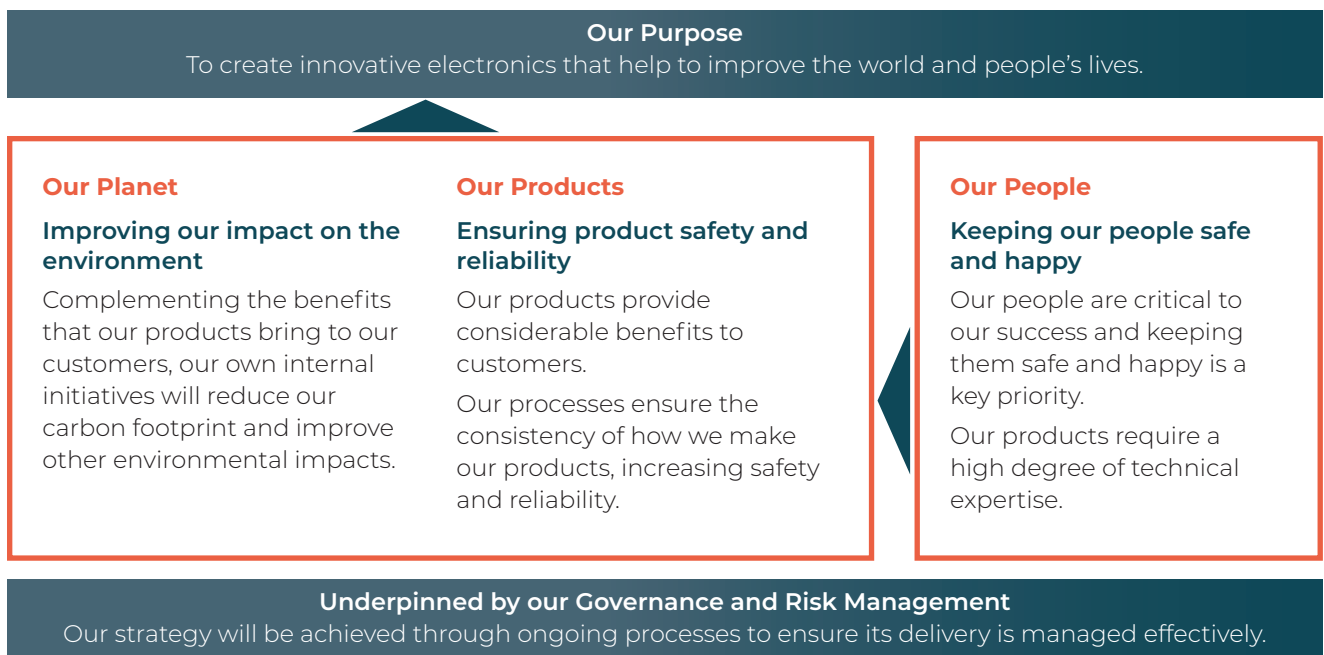 Our Purpose
To create innovative electronics that help to improve the world and people’s lives.
Our Planet
Improving our impact on the
environment
Complementing the benefits
that our products bring to our
customers, our own internal
initiatives will reduce our
carbon footprint and improve
other environmental impacts.
Our Products
Ensuring product safety and
reliability
Our products provide
considerable benefits to
customers.
Our processes ensure the
consistency of how we make
our products, increasing safety
and reliability.
Our People
Keeping our people safe
and happy
Our people are critical to
our success and keeping
them safe and happy is a
key priority.
Our products require a
high degree of technical
expertise.
Underpinned by our Governance and Risk Management
Our strategy will be achieved through ongoing processes to ensure its delivery is managed effectively.